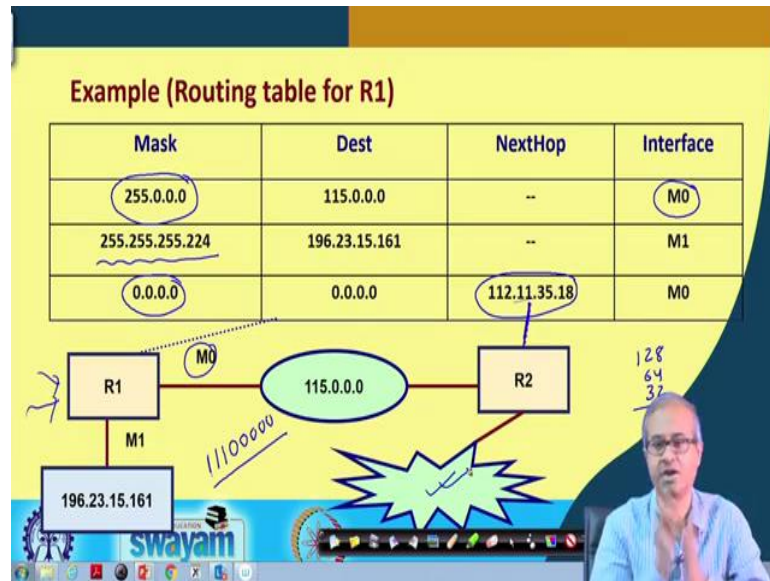 Example (Routing table for R1)
Mask Dest NextHop Interface
255.0.0.0 115.0.0.0 -- M0
255.255.255.224 196.23.15.161 -- M1
0.0.0.0 0.0.0.0 112.11.35.18 M0
M0
R1 115.0.0.0 R2
128
64
32
M1
11100000
196.23.15.161
swayam